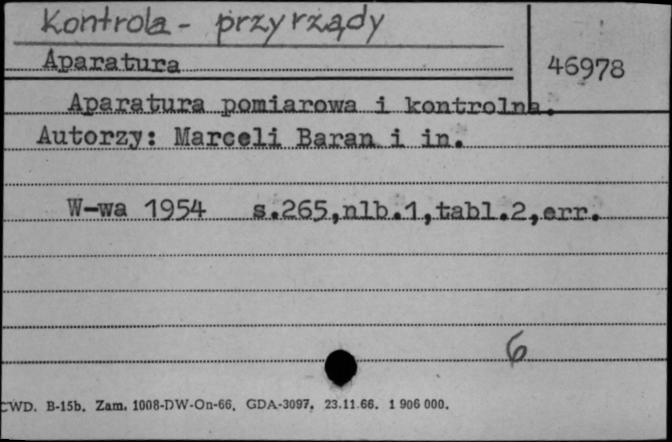 Kontrola - przyrządy
Aparatura
46978
Aparatura pomiarowa i kontrolna.
Autorzy: Marceli Baran i in.
W-wa 1954 s.265,nlb.1,tabl.2,err.
6
CWD. B-15b. Zam. 1008-DW-On-66. GDA-3097. 23.11.66. 1 906 000.